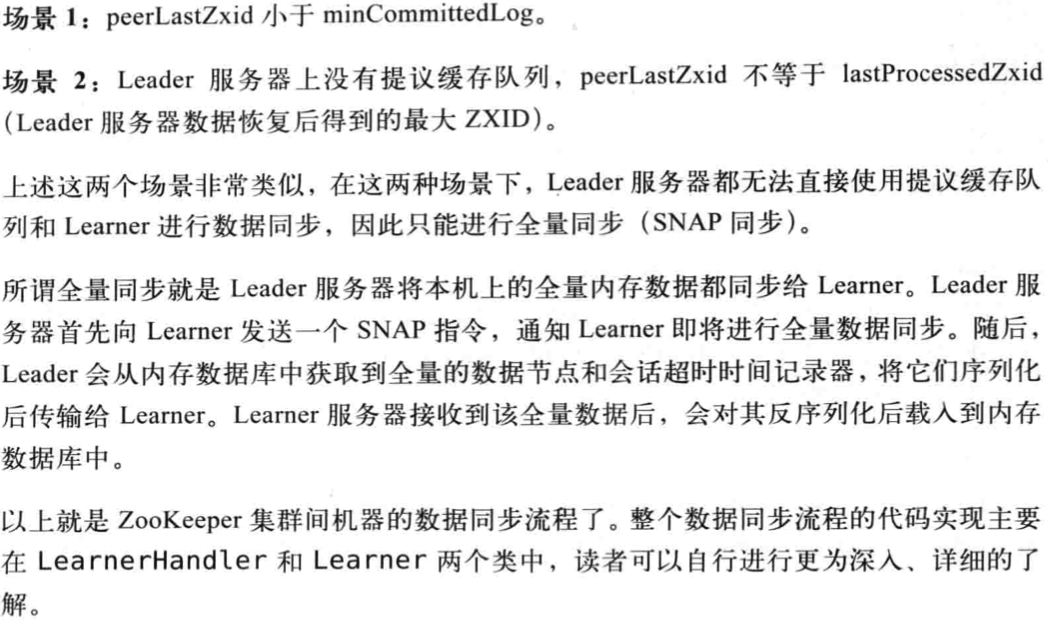 场景 1：peerLastZxid 小于 minCommittedLog。
场景 2：Leader 服务器上没有提议缓存队列，peerLastZxid 不等于 lastProcessedZxid
（Leader 服务器数据恢复后得到的最大 ZXID）。
上述这两个场景非常类似，在这两种场景下，Leader 服务器都无法直接使用提议缓存队
列和 Learner 进行数据同步，因此只能进行全量同步（SNAP 同步）。
所谓全量同步就是 Leader 服务器将本机上的全量内存数据都同步给 Learner。Leader 服
务器首先向 Learner 发送一个 SNAP 指令，通知 Learner 即将进行全量数据同步。随后，
Leader 会从内存数据库中获取到全量的数据节点和会话超时时间记录器，将它们序列化
后传输给 Learner。Learner 服务器接收到该全量数据后，会对其反序列化后载入到内存
数据库中。
以上就是 ZooKeeper 集群间机器的数据同步流程了。整个数据同步流程的代码实现主要
在 LearnerHandler 和 Learner 两个类中，读者可以自行进行更为深入、详细的了
解。